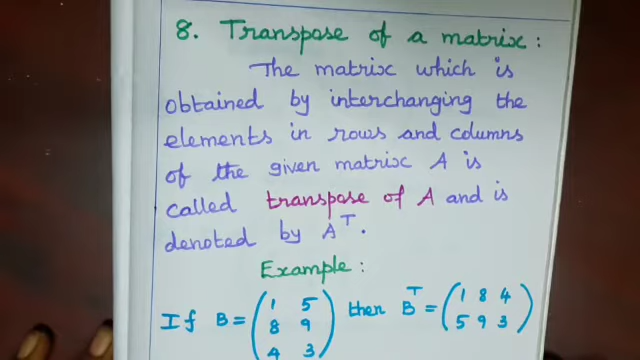 8. Transpose of a matrix :
The matrix which is
obtained by interchanging the
elements in rows and columns
of the given matrix A is
called transpose of A and is
denoted by Aᵀ.
Example :
If B = ( 1 5 ) then Bᵀ = ( 1 8 4 )
8 9 5 9 3
4 3